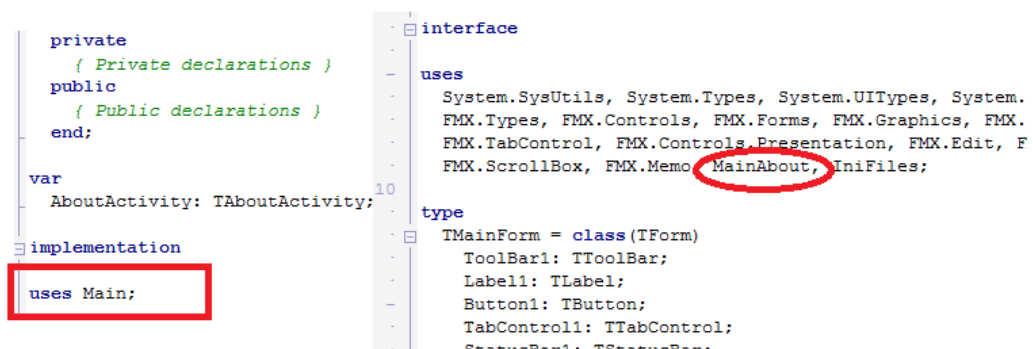 private
{ Private declarations }
public
{ Public declarations }
end;
var
AboutActivity: TAboutActivity;
implementation
uses Main;
interface
uses
System.SysUtils, System.Types, System.UITypes, System.
FMX.Types, FMX.Controls, FMX.Forms, FMX.Graphics, FMX.
FMX.TabControl, FMX.Controls.Presentation, FMX.Edit, F
FMX.ScrollBox, FMX.Memo, MainAbout, IniFiles;
10
type
TMainForm = class(TForm)
ToolBar1: TToolBar;
Label1: TLabel;
Button1: TButton;
TabControl1: TTabControl;
StatusBar1: TStatusBar;